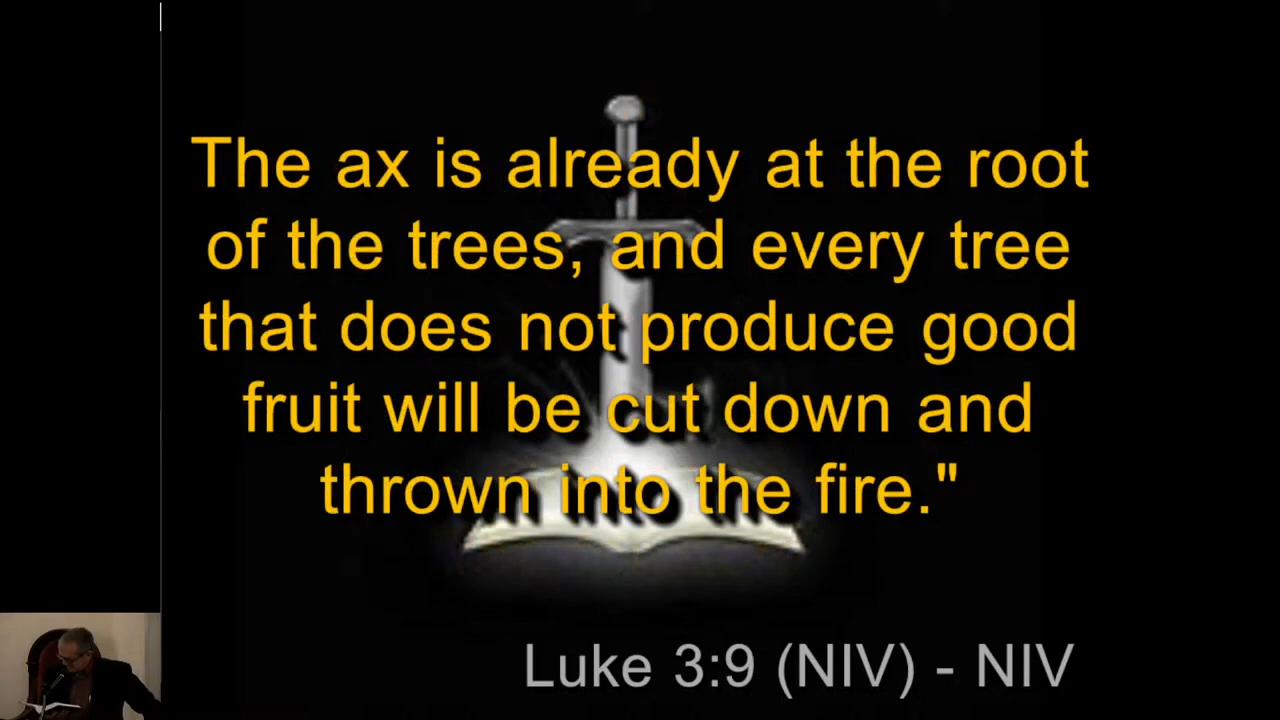 The ax is already at the root
of the trees, and every tree
that does not produce good
fruit will be cut down and
thrown into the fire."
Luke 3:9 (NIV) - NIV